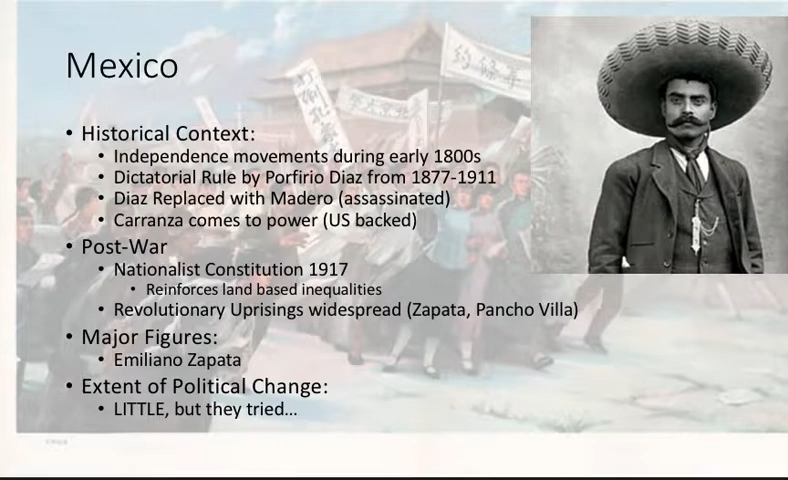 Mexico
• Historical Context:
• Independence movements during early 1800s
• Dictatorial Rule by Porfirio Diaz from 1877-1911
• Diaz Replaced with Madero (assassinated)
• Carranza comes to power (US backed)
• Post-War
• Nationalist Constitution 1917
• Reinforces land based inequalities
• Revolutionary Uprisings widespread (Zapata, Pancho Villa)
• Major Figures:
• Emiliano Zapata
• Extent of Political Change:
• LITTLE, but they tried…